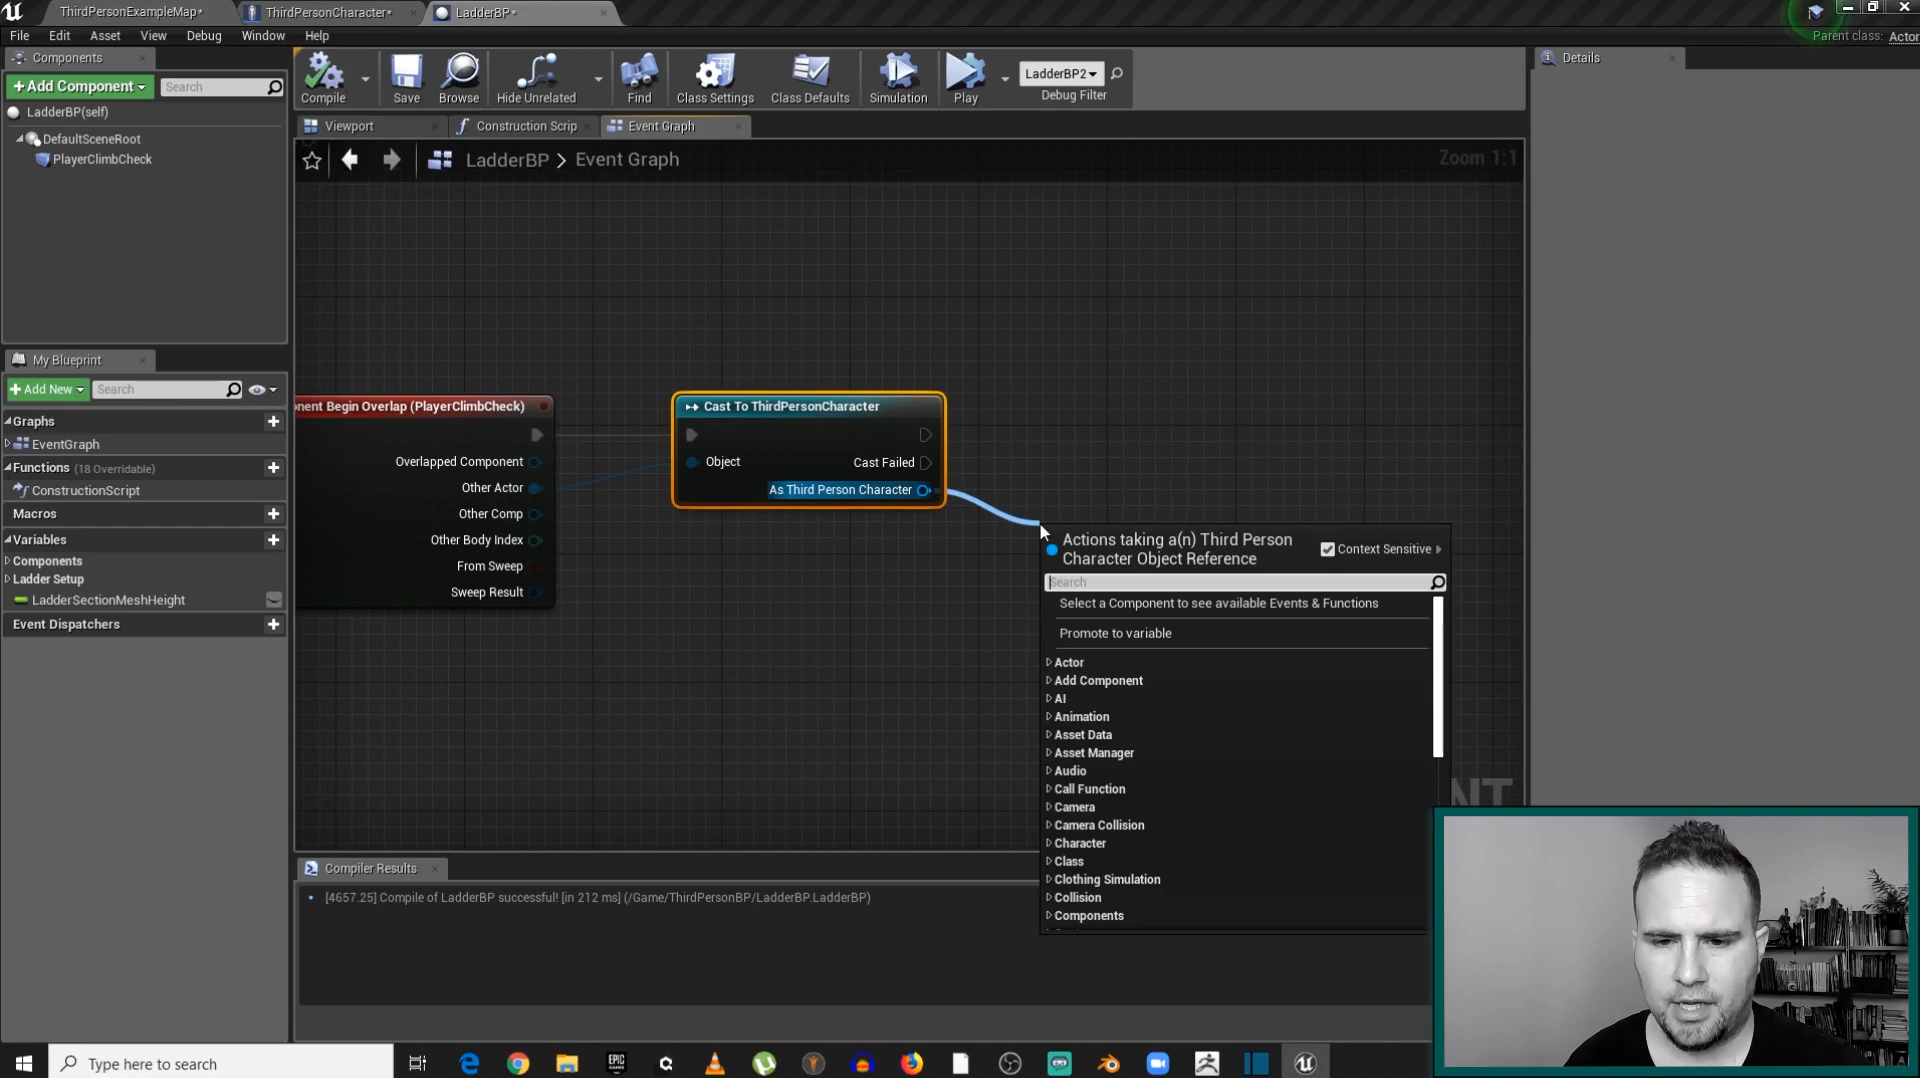 ThirdPersonExampleMap*
ThirdPersonCharacter*
LadderBP*
File Edit Asset View Debug Window Help
Parent class: Actor
Components
Details
+Add Component
Search
Compile
Save
Browse
Hide Unrelated
Find
Class Settings
Class Defaults
Simulation
Play
LadderBP2
Debug Filter
LadderBP(self)
DefaultSceneRoot
PlayerClimbCheck
Viewport
Construction Scrip
Event Graph
LadderBP > Event Graph
Zoom 1:1
My Blueprint
+Add New
Search
Graphs
EventGraph
Functions (18 Overridable)
ConstructionScript
Macros
Variables
Components
Ladder Setup
LadderSectionMeshHeight
Event Dispatchers
nent Begin Overlap (PlayerClimbCheck)
Overlapped Component
Other Actor
Other Comp
Other Body Index
From Sweep
Sweep Result
Cast To ThirdPersonCharacter
Object
Cast Failed
As Third Person Character
Actions taking a(n) Third Person
Character Object Reference
Context Sensitive
Search
Select a Component to see available Events & Functions
Promote to variable
Actor
Add Component
AI
Animation
Asset Data
Asset Manager
Audio
Call Function
Camera
Camera Collision
Character
Class
Clothing Simulation
Collision
Components
NT
Compiler Results
• [4657.25] Compile of LadderBP successful! [in 212 ms] (/Game/ThirdPersonBP/LadderBP.LadderBP)
Type here to search
EPIC
GAMES